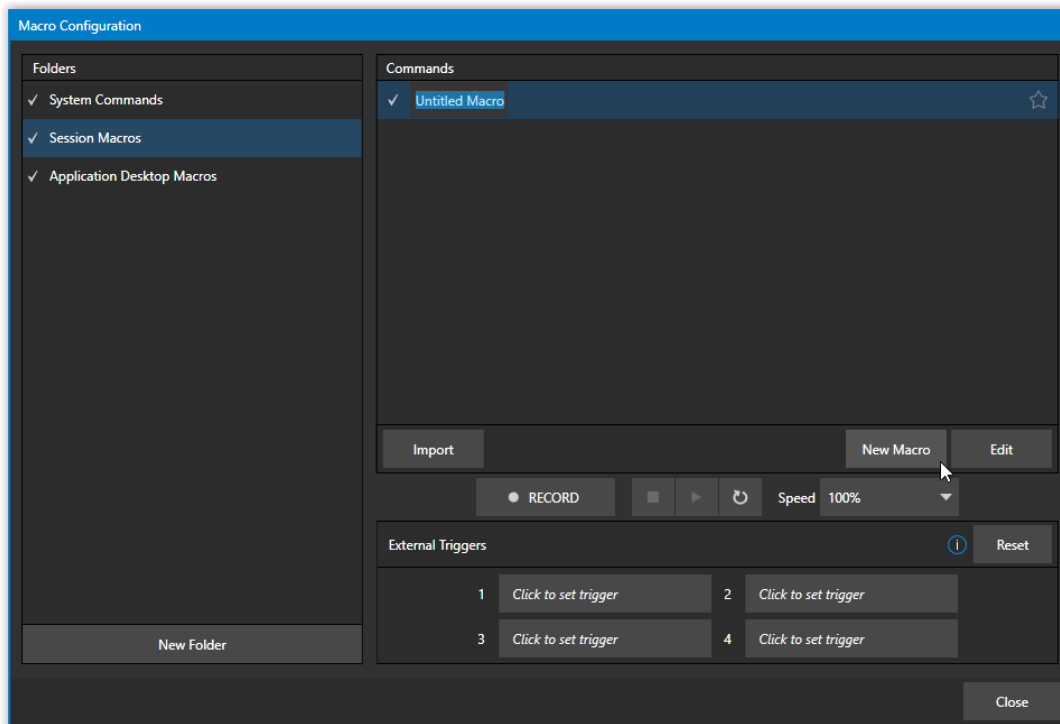 Macro Configuration
Folders
System Commands
Session Macros
Application Desktop Macros
New Folder
Commands
Untitled Macro
Import
New Macro
Edit
RECORD
Speed 100%
External Triggers
i
Reset
1 Click to set trigger 2 Click to set trigger
3 Click to set trigger 4 Click to set trigger
Close